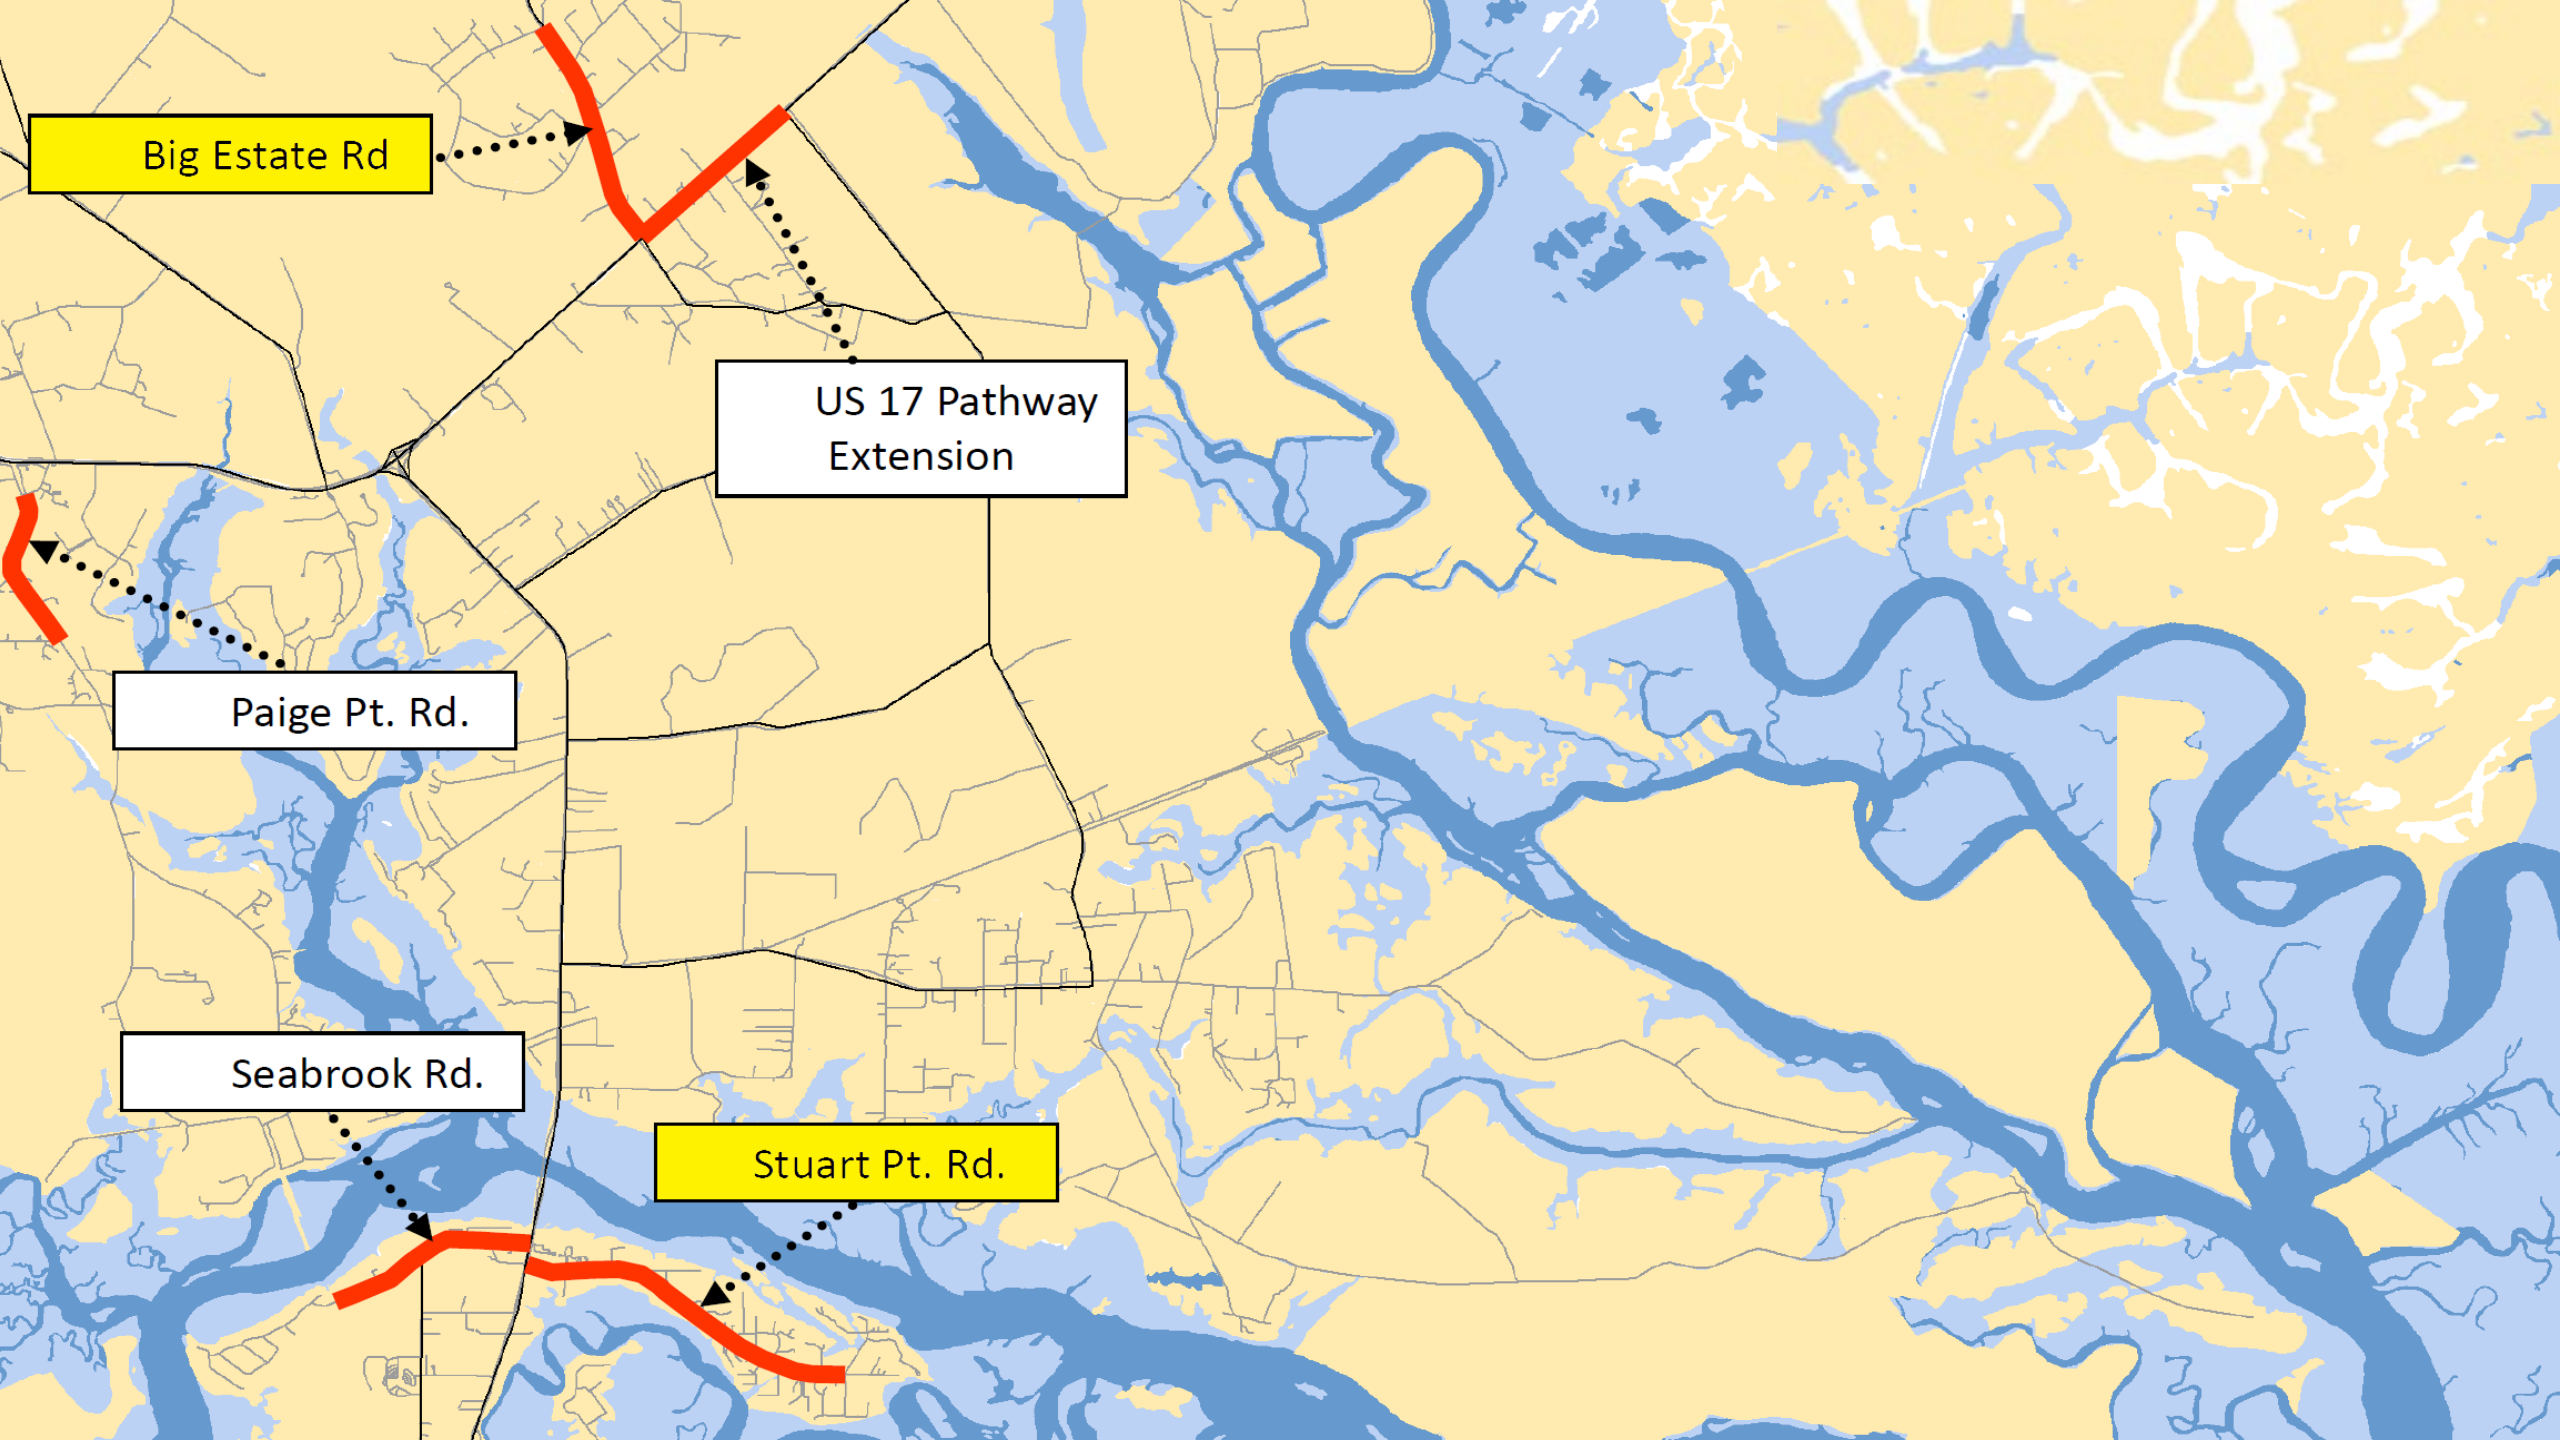 Big Estate Rd
US 17 Pathway
Extension
Paige Pt. Rd.
Seabrook Rd.
Stuart Pt. Rd.